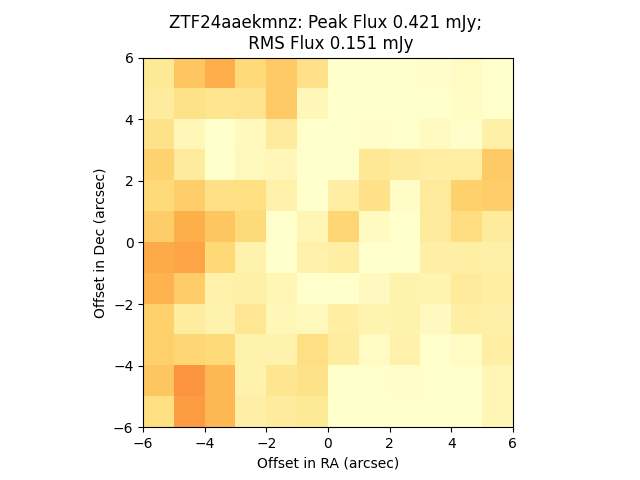 ZTF24aaekmnz: Peak Flux 0.421 mJy;
RMS Flux 0.151 mJy
6
4
2
0
−2
−4
−6
Offset in Dec (arcsec)
−6 −4 −2 0 2 4 6
Offset in RA (arcsec)